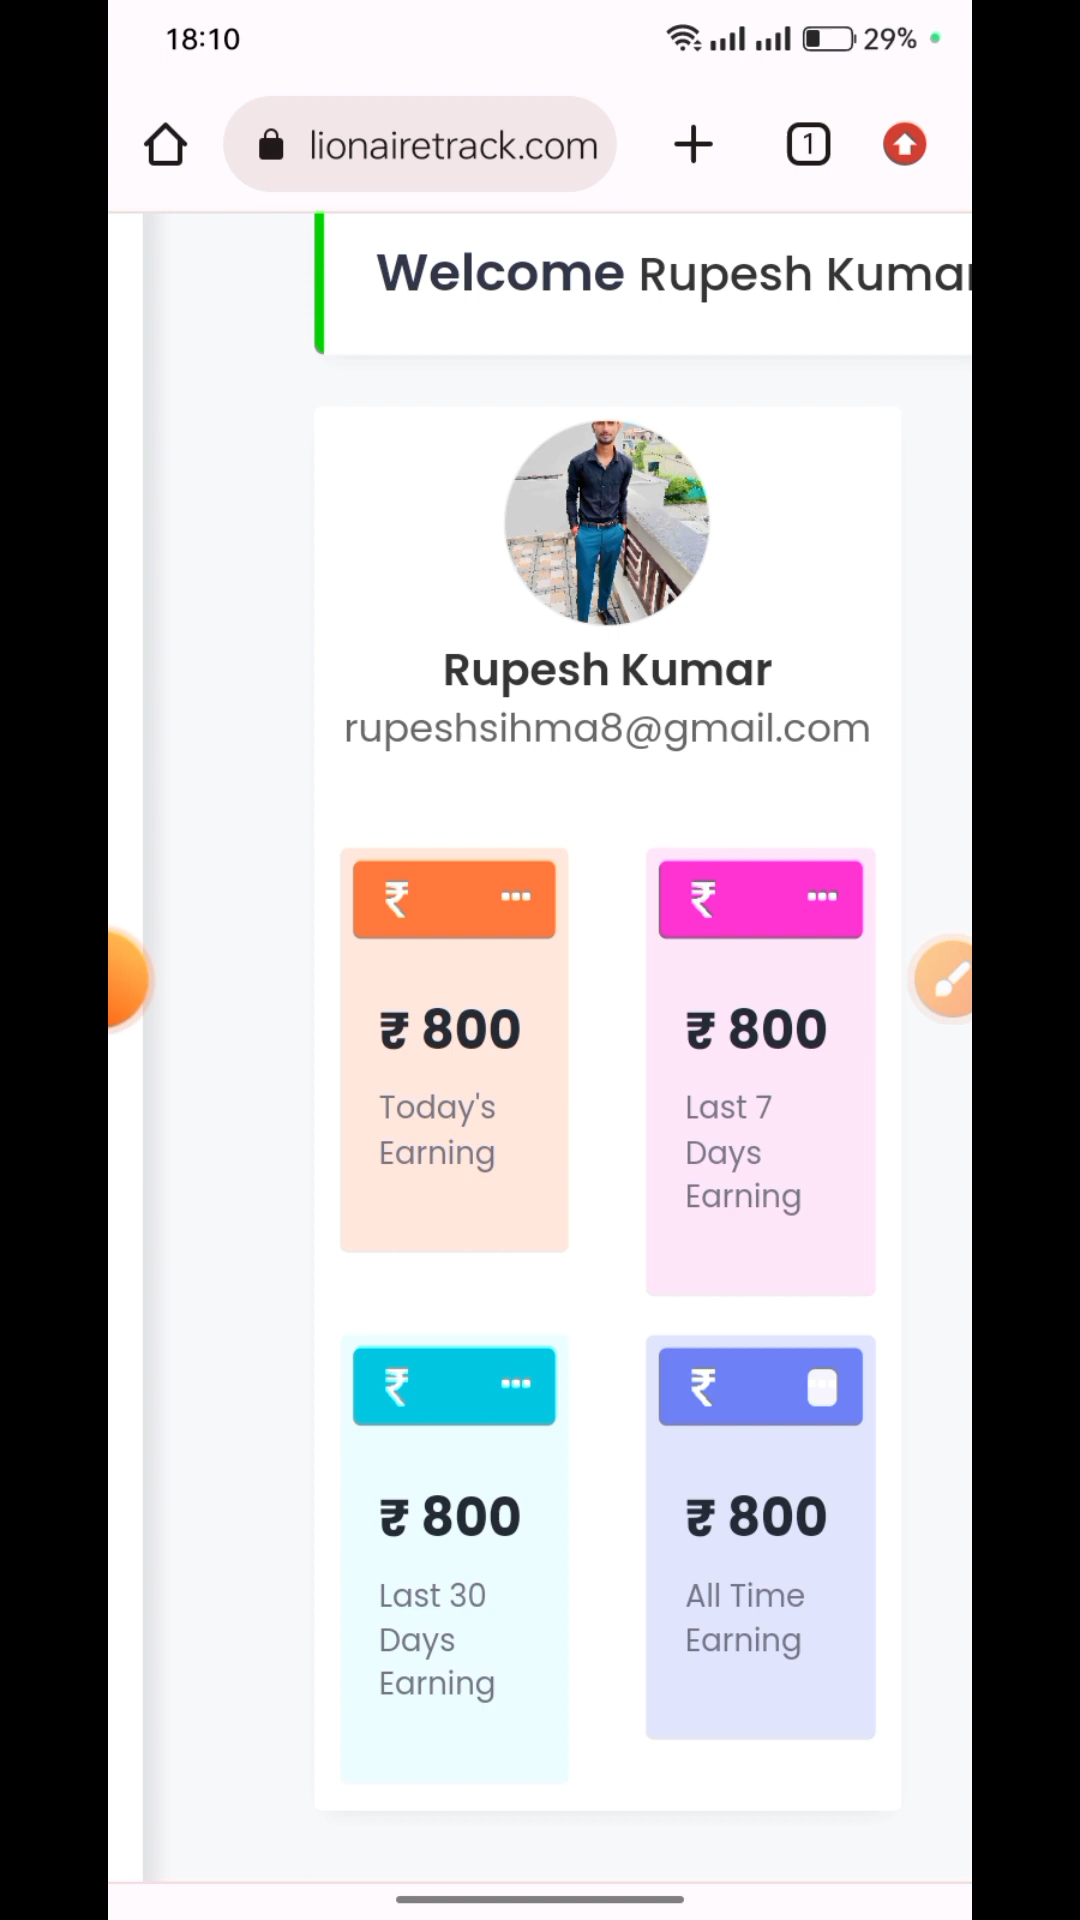 18:10
29%
lionairetrack.com
1
Welcome Rupesh Kumar
Rupesh Kumar
rupeshsihma8@gmail.com
₹
₹
₹ 800
₹ 800
Today's
Earning
Last 7
Days
Earning
₹
₹
₹ 800
₹ 800
Last 30
Days
Earning
All Time
Earning